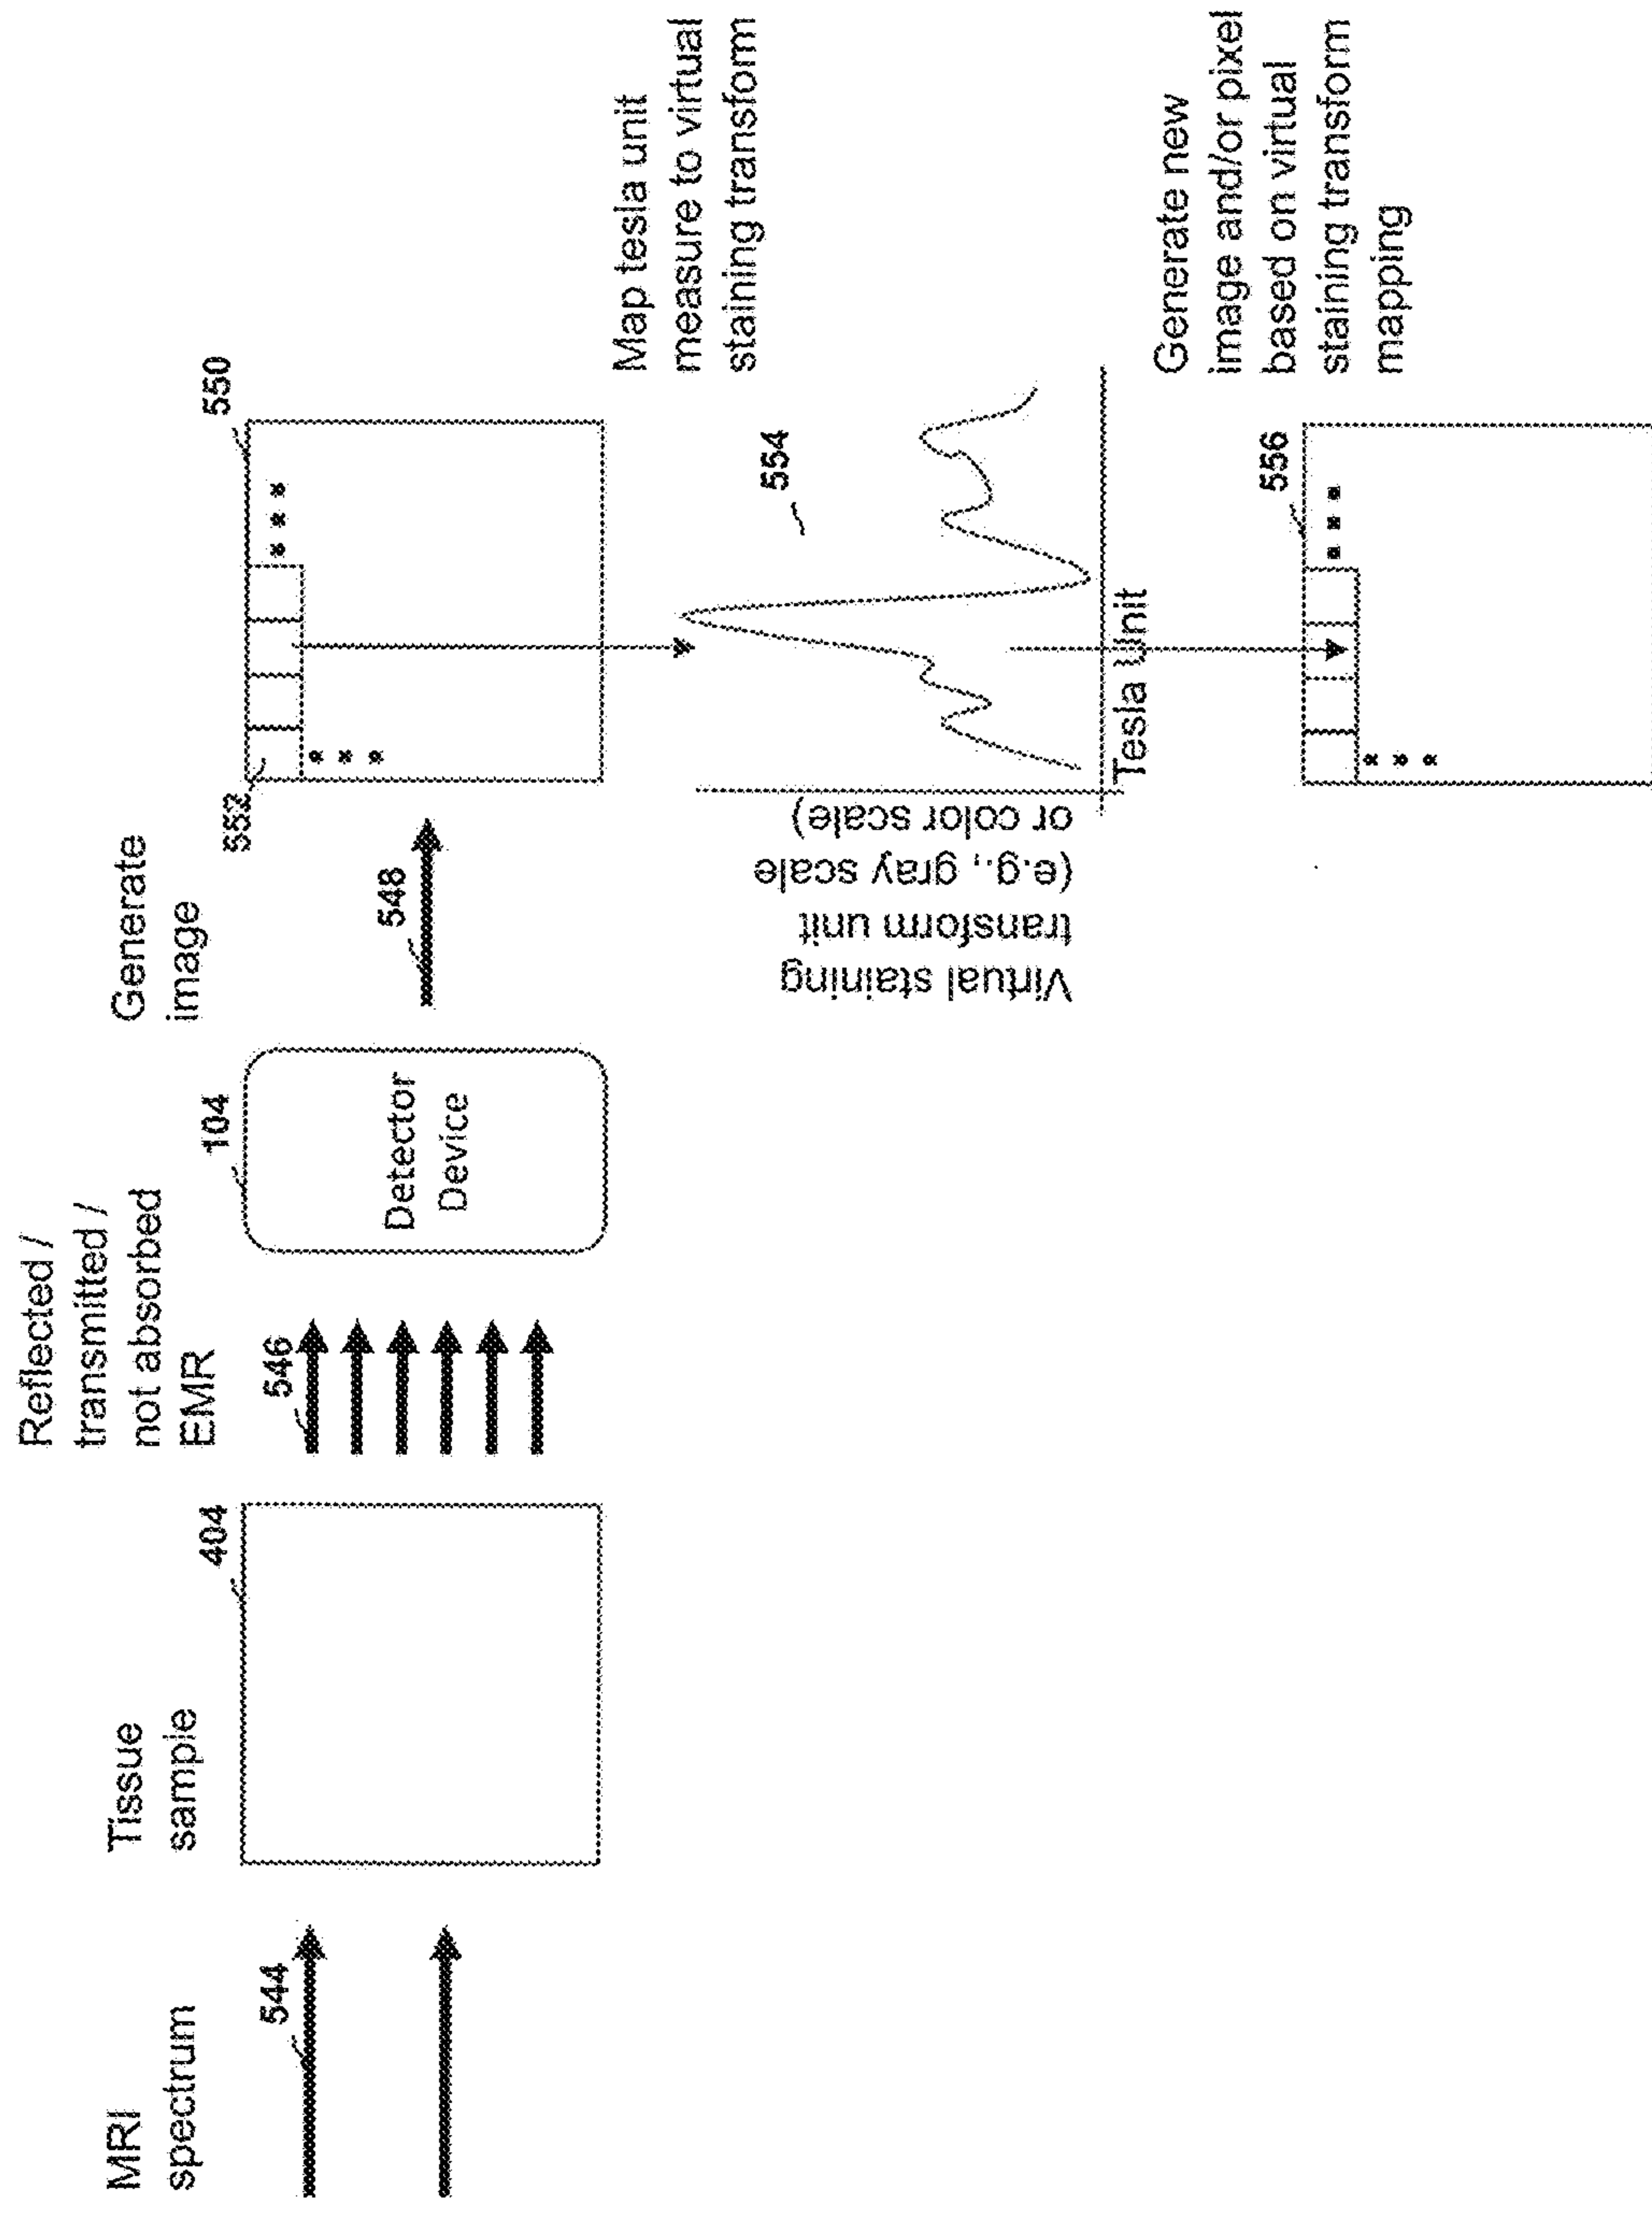 MRI
spectrum
544
Tissue
sample
404
Reflected /
transmitted /
not absorbed
EMR
546
104
Detector
Device
Generate
image
548
552
550
Map tesla unit
measure to virtual
staining transform
Virtual staining
transform unit
(e.g., gray scale
or color scale)
554
Tesla Unit
Generate new
image and/or pixel
based on virtual
staining transform
mapping
556